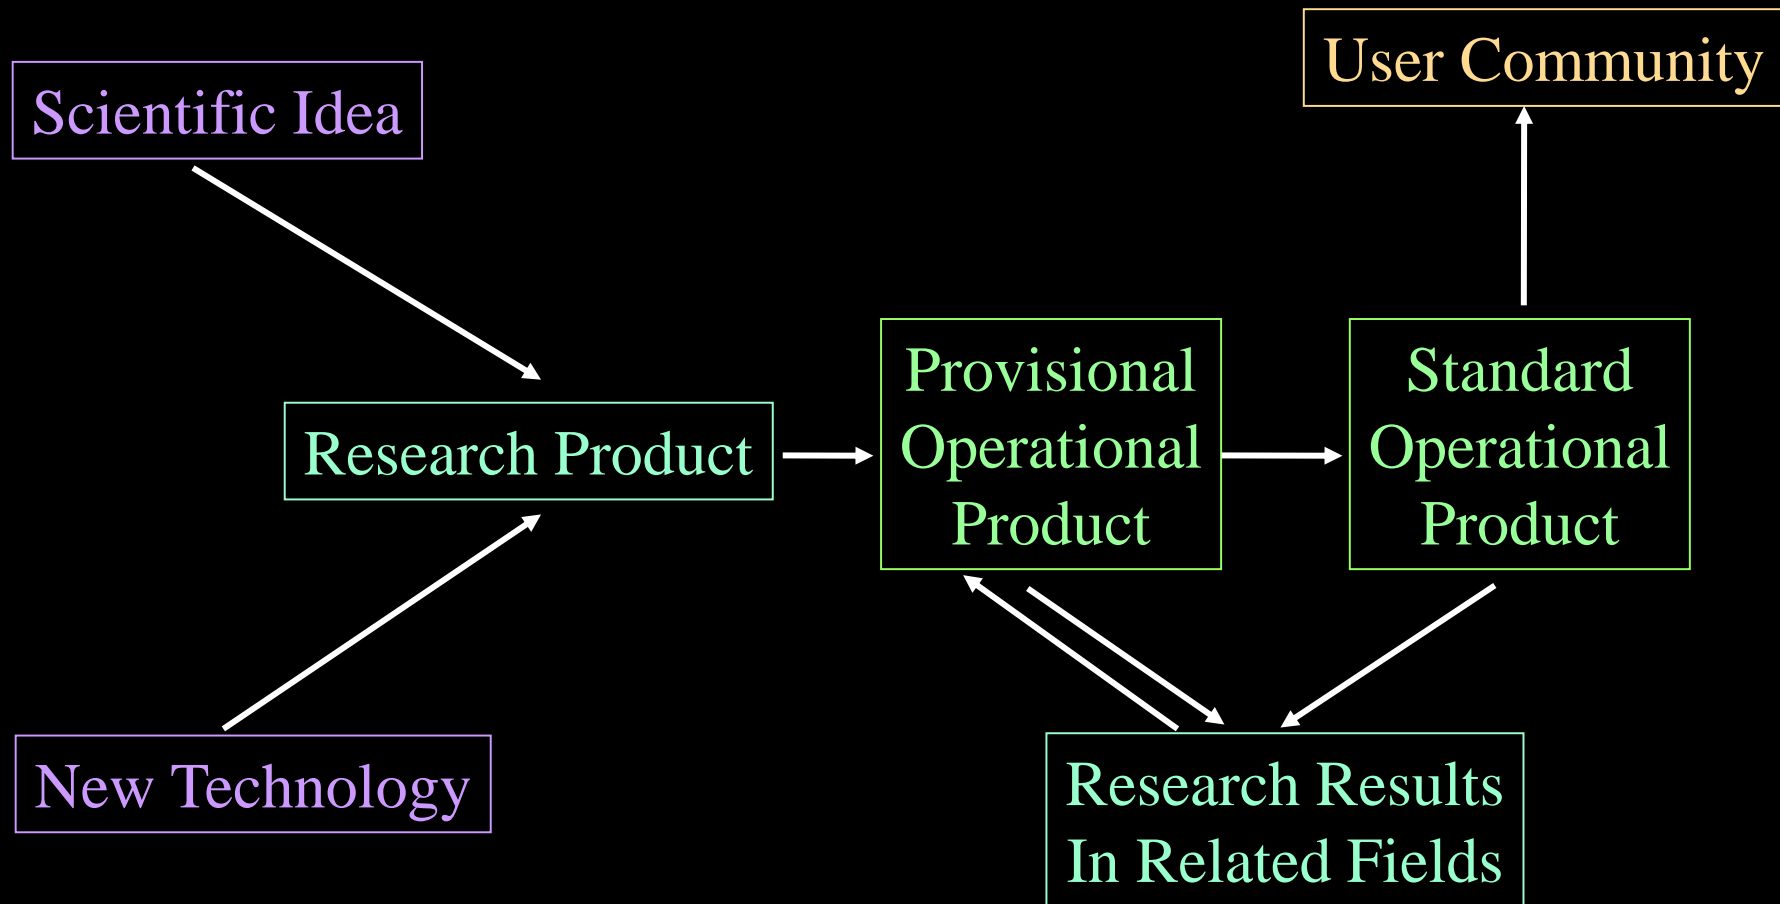 User Community
Scientific Idea
Research Product
Provisional
Operational
Product
Standard
Operational
Product
New Technology
Research Results
In Related Fields